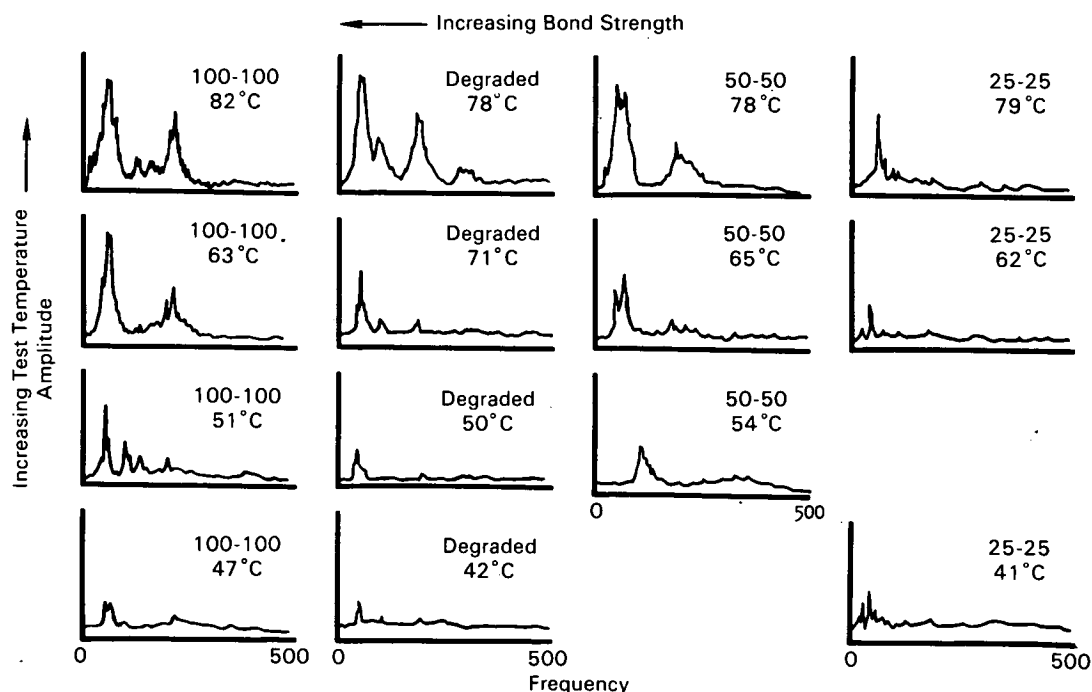 Increasing Bond Strength
Increasing Test Temperature
Amplitude
100-100
82°C
Degraded
78°C
50-50
78°C
25-25
79°C
100-100
63°C
Degraded
71°C
50-50
65°C
25-25
62°C
100-100
51°C
Degraded
50°C
50-50
54°C
0
500
100-100
47°C
Degraded
42°C
25-25
41°C
0
500
0
500
0
500
Frequency